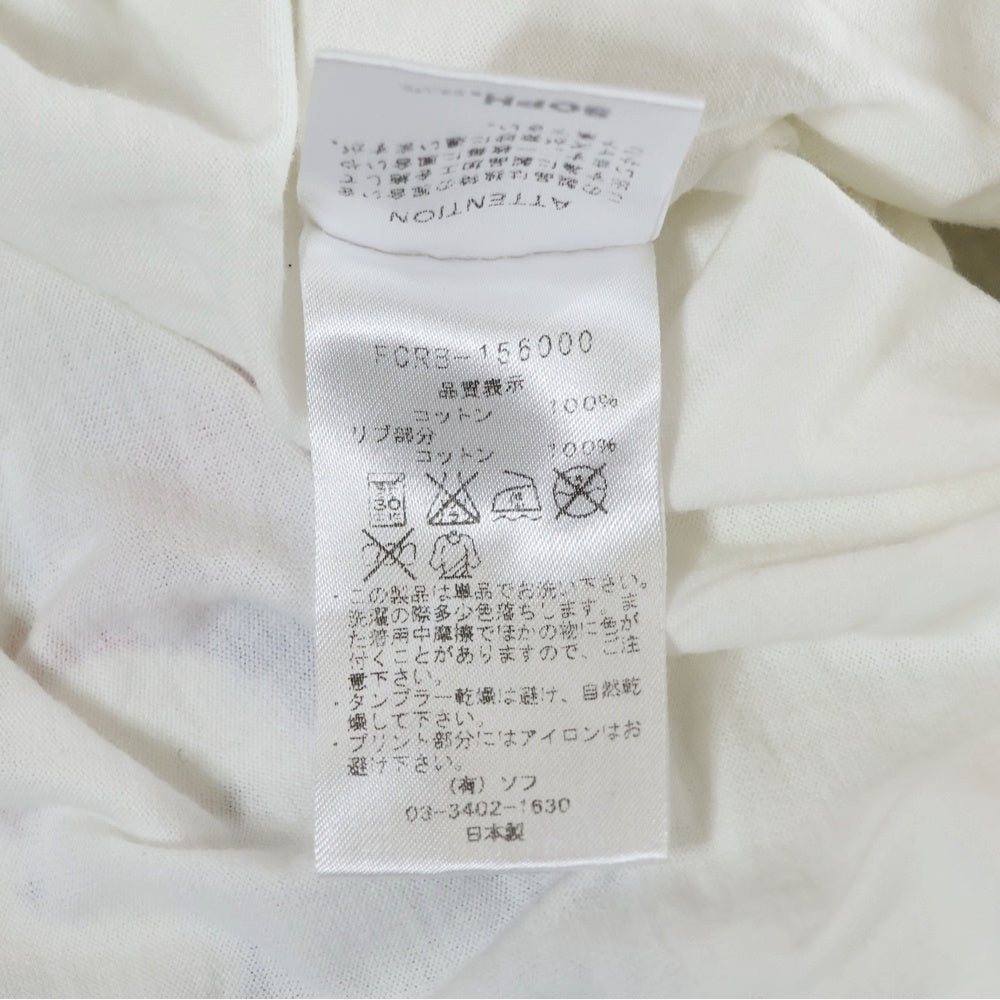 SOPH.
ATTENTION
FCRB-156000
品質表示
コットン 100%
リブ部分
コットン 100%
30
・この製品は単品でお洗い下さい。
洗濯の際多少色落ちします。ま
た着用中摩擦でほかの物に色が
付くことがありますので、ご注
意下さい。
・タンブラー乾燥は避け、自然乾
燥して下さい。
・プリント部分にはアイロンはお
避け下さい。
(有) ソフ
03-3402-1630
日本製